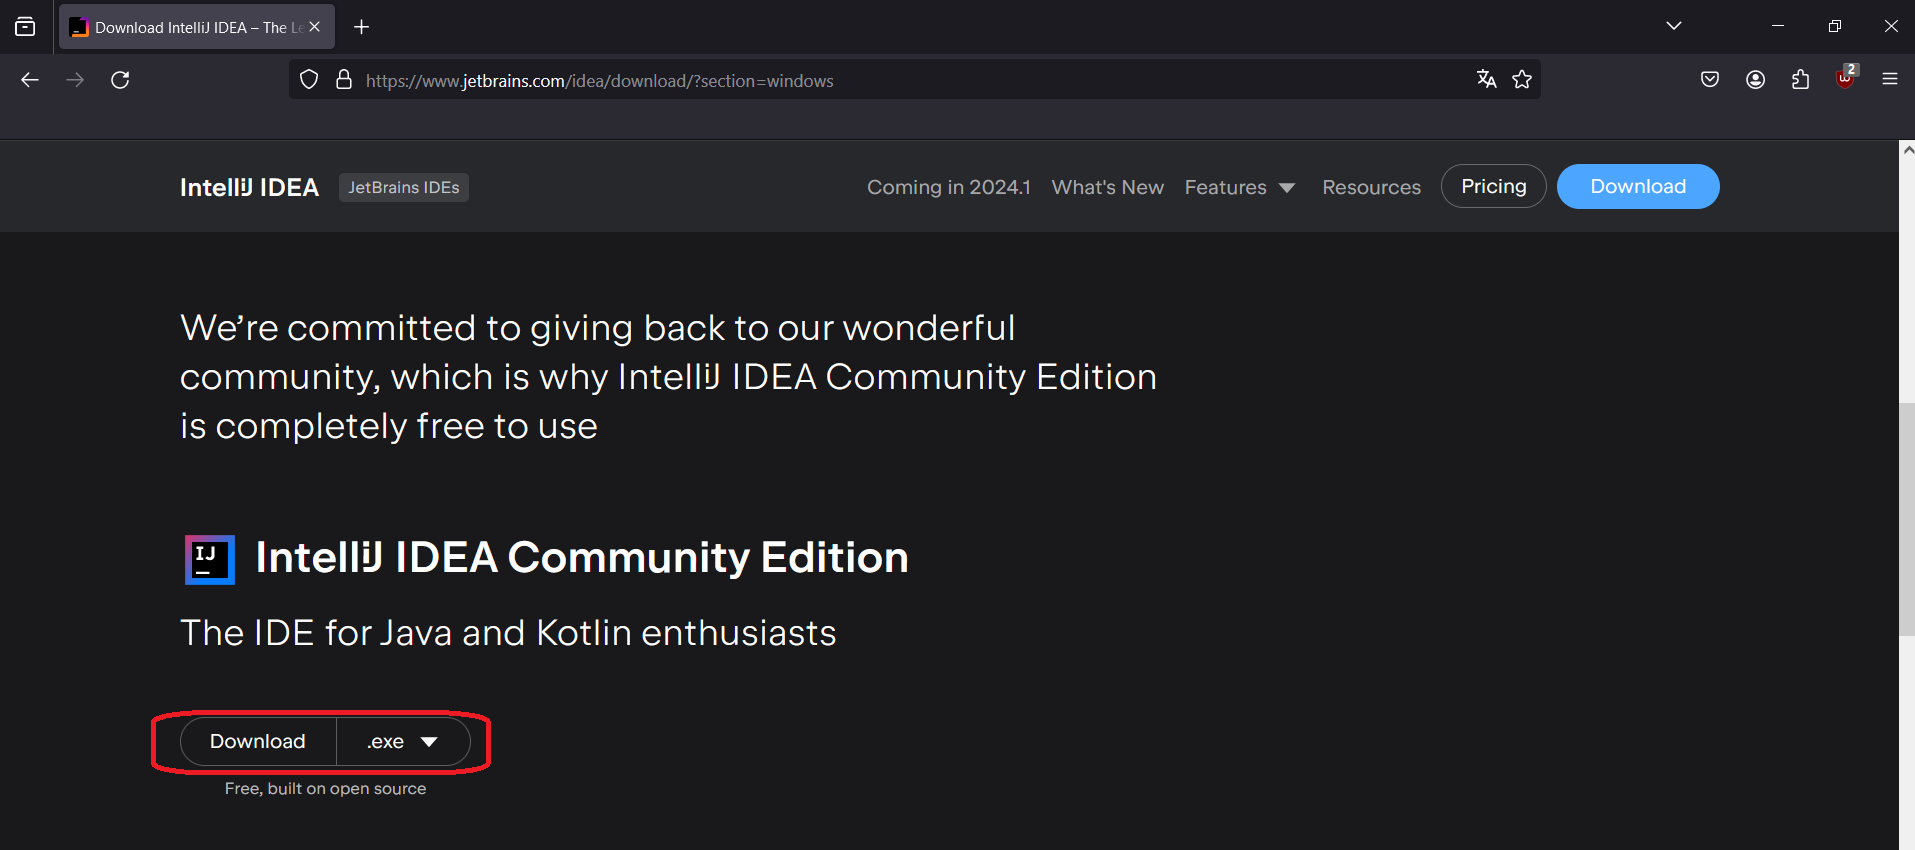 Download IntelliJ IDEA – The Le
https://www.jetbrains.com/idea/download/?section=windows
2
IntelliJ IDEA
JetBrains IDEs
Coming in 2024.1
What's New
Features
Resources
Pricing
Download
We’re committed to giving back to our wonderful
community, which is why IntelliJ IDEA Community Edition
is completely free to use
IJ
IntelliJ IDEA Community Edition
The IDE for Java and Kotlin enthusiasts
Download
.exe
Free, built on open source